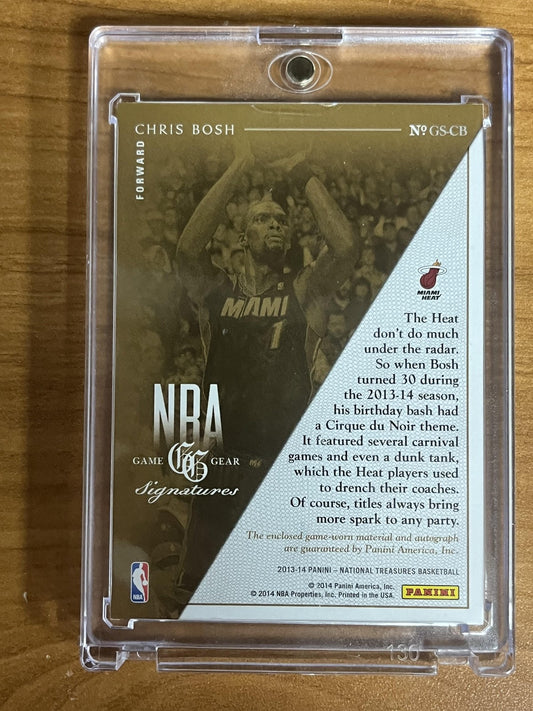 CHRIS BOSH
Nº GS-CB
FORWARD
MIAMI
1
MIAMI
HEAT
The Heat
don't do much
under the radar.
So when Bosh
turned 30 during
the 2013-14 season,
his birthday bash had
a Cirque du Noir theme.
It featured several carnival
games and even a dunk tank,
which the Heat players used
to drench their coaches.
Of course, titles always bring
more spark to any party.
NBA
GAME GG GEAR
Signatures
The enclosed game-worn material and autograph
are guaranteed by Panini America, Inc.
2013-14 PANINI – NATIONAL TREASURES BASKETBALL
© 2014 Panini America, Inc.
© 2014 NBA Properties, Inc. Printed in the USA.
PANINI
NBA
130